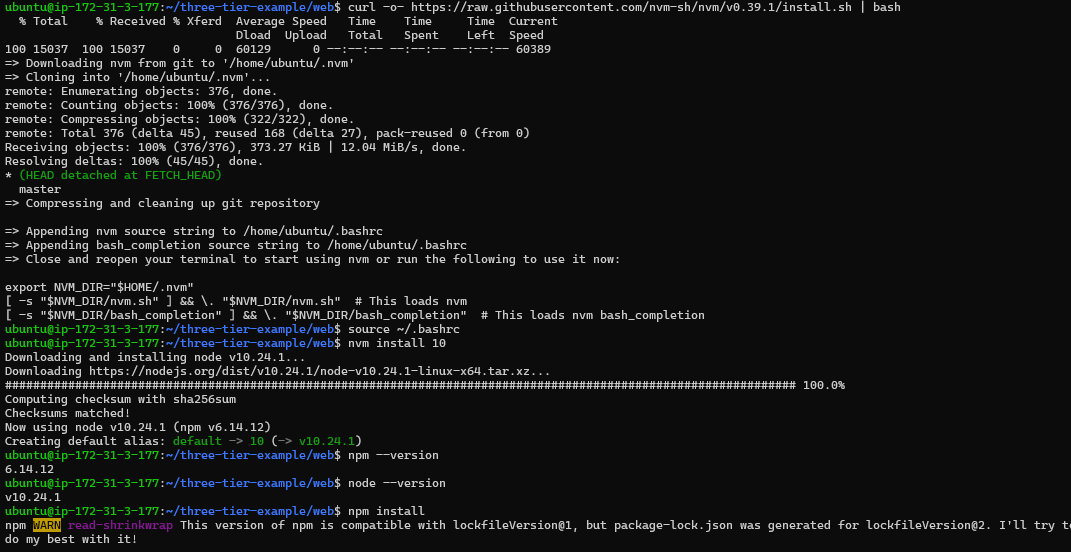 ubuntu@ip-172-31-3-177:~/three-tier-example/web$ curl -o- https://raw.githubusercontent.com/nvm-sh/nvm/v0.39.1/install.sh | bash
  % Total    % Received % Xferd  Average Speed   Time    Time     Time  Current
                                 Dload  Upload   Total   Spent    Left  Speed
100 15037  100 15037    0     0  60129      0 --:--:-- --:--:-- --:--:-- 60389
=> Downloading nvm from git to '/home/ubuntu/.nvm'
=> Cloning into '/home/ubuntu/.nvm'...
remote: Enumerating objects: 376, done.
remote: Counting objects: 100% (376/376), done.
remote: Compressing objects: 100% (322/322), done.
remote: Total 376 (delta 45), reused 168 (delta 27), pack-reused 0 (from 0)
Receiving objects: 100% (376/376), 373.27 KiB | 12.04 MiB/s, done.
Resolving deltas: 100% (45/45), done.
* (HEAD detached at FETCH_HEAD)
  master
=> Compressing and cleaning up git repository

=> Appending nvm source string to /home/ubuntu/.bashrc
=> Appending bash_completion source string to /home/ubuntu/.bashrc
=> Close and reopen your terminal to start using nvm or run the following to use it now:

export NVM_DIR="$HOME/.nvm"
[ -s "$NVM_DIR/nvm.sh" ] && \. "$NVM_DIR/nvm.sh"  # This loads nvm
[ -s "$NVM_DIR/bash_completion" ] && \. "$NVM_DIR/bash_completion"  # This loads nvm bash_completion
ubuntu@ip-172-31-3-177:~/three-tier-example/web$ source ~/.bashrc
ubuntu@ip-172-31-3-177:~/three-tier-example/web$ nvm install 10
Downloading and installing node v10.24.1...
Downloading https://nodejs.org/dist/v10.24.1/node-v10.24.1-linux-x64.tar.xz...
################################################################################################################# 100.0%
Computing checksum with sha256sum
Checksums matched!
Now using node v10.24.1 (npm v6.14.12)
Creating default alias: default -> 10 (-> v10.24.1)
ubuntu@ip-172-31-3-177:~/three-tier-example/web$ npm --version
6.14.12
ubuntu@ip-172-31-3-177:~/three-tier-example/web$ node --version
v10.24.1
ubuntu@ip-172-31-3-177:~/three-tier-example/web$ npm install
npm WARN read-shrinkwrap This version of npm is compatible with lockfileVersion@1, but package-lock.json was generated for lockfileVersion@2. I'll try to
do my best with it!